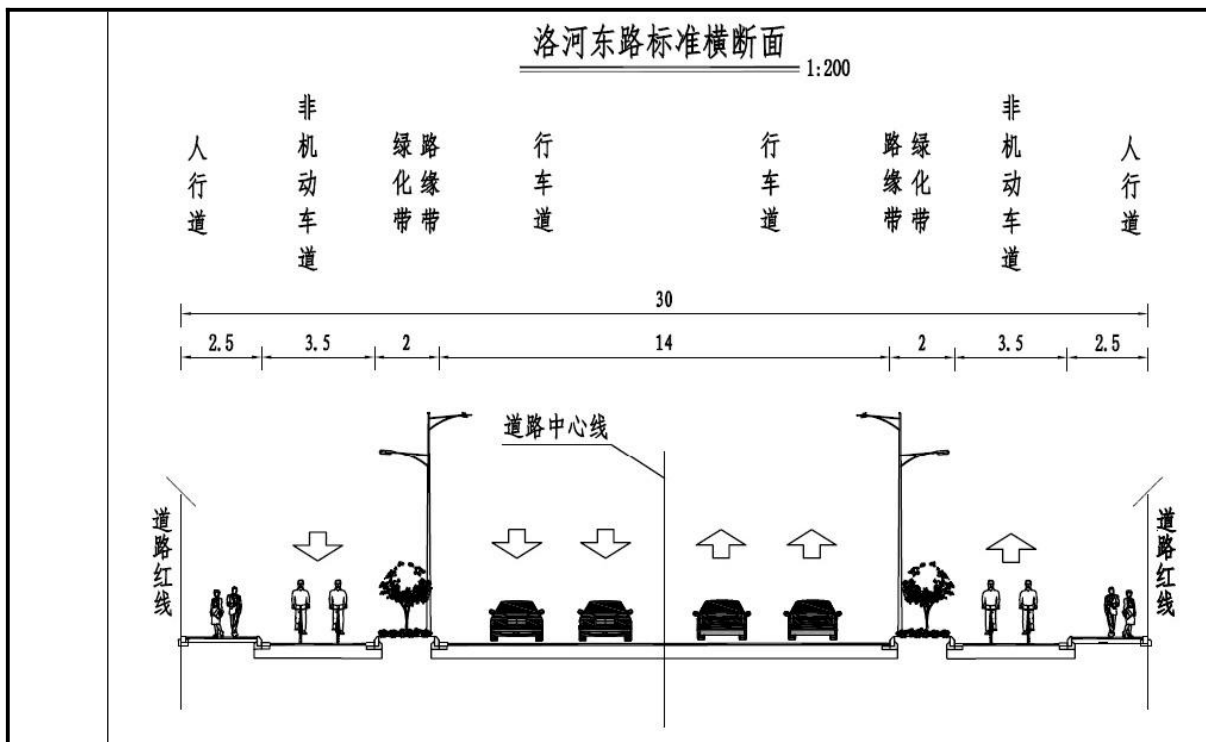 洛河东路标准横断面
1:200
人行道
非机动车道
绿化带
路缘带
行车道
行车道
路缘带
绿化带
非机动车道
人行道
30
2.5
3.5
2
14
2
3.5
2.5
道路中心线
道路红线
道路红线